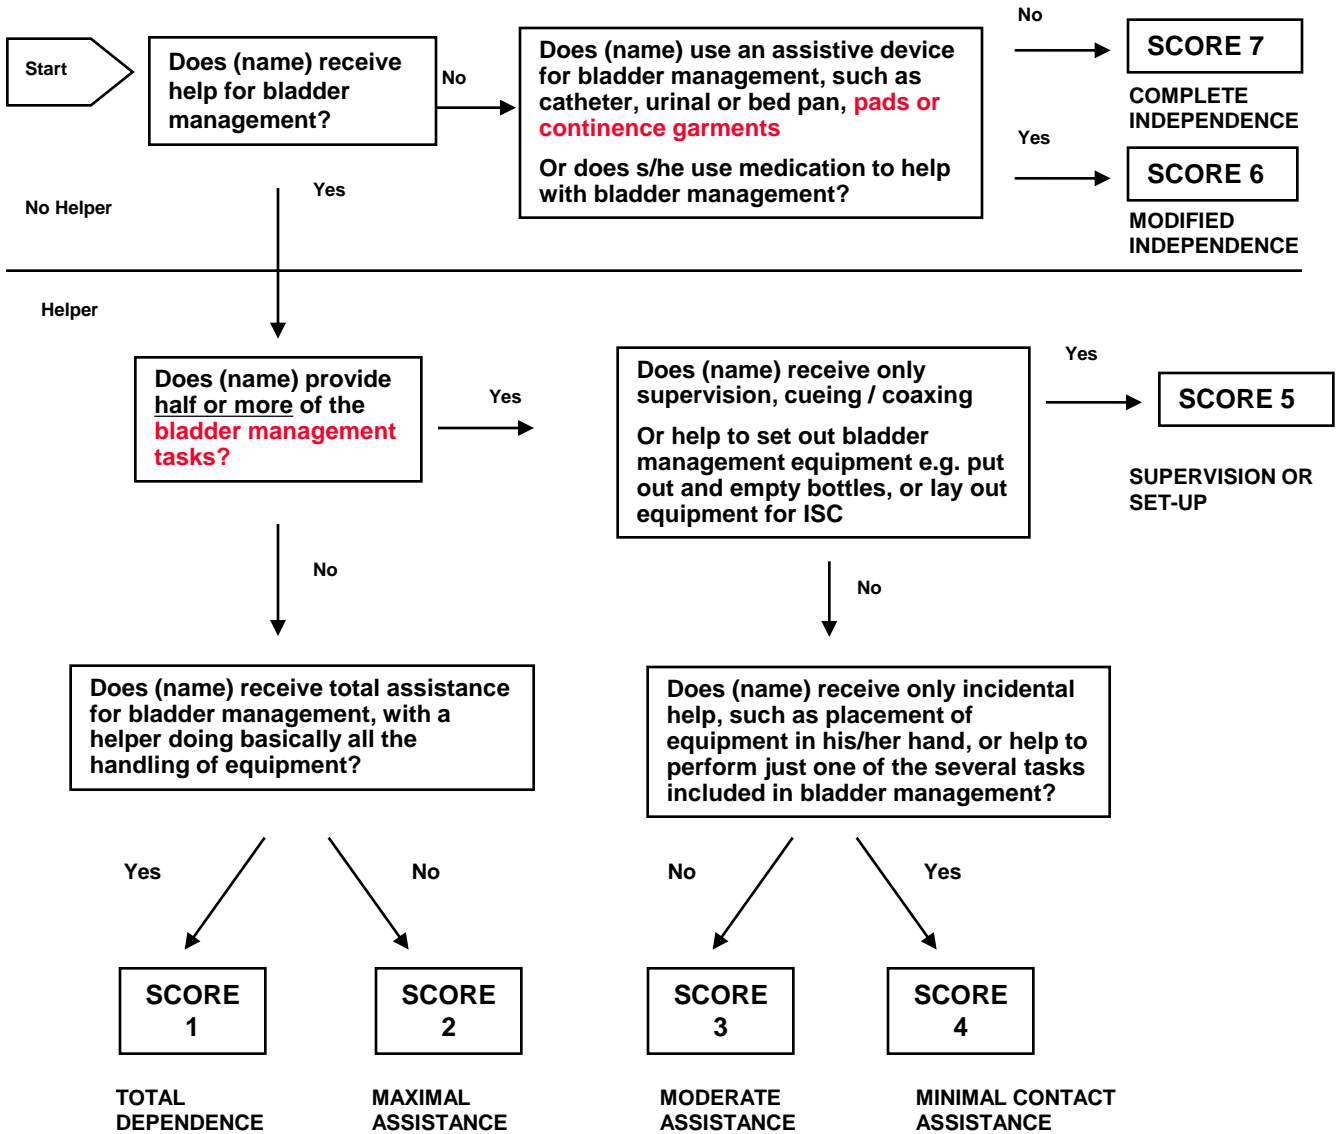 Start
Does (name) receive
help for bladder
management?
No
Does (name) use an assistive device
for bladder management, such as
catheter, urinal or bed pan, pads or
continence garments
Or does s/he use medication to help
with bladder management?
No
SCORE 7
COMPLETE
INDEPENDENCE
Yes
SCORE 6
MODIFIED
INDEPENDENCE
Yes
No Helper
Helper
Does (name) provide
half or more of the
bladder management
tasks?
Yes
Does (name) receive only
supervision, cueing / coaxing
Or help to set out bladder
management equipment e.g. put
out and empty bottles, or lay out
equipment for ISC
Yes
SCORE 5
SUPERVISION OR
SET-UP
No
No
Does (name) receive total assistance
for bladder management, with a
helper doing basically all the
handling of equipment?
Does (name) receive only incidental
help, such as placement of
equipment in his/her hand, or help to
perform just one of the several tasks
included in bladder management?
Yes
No
No
Yes
SCORE
1
SCORE
2
SCORE
3
SCORE
4
TOTAL
DEPENDENCE
MAXIMAL
ASSISTANCE
MODERATE
ASSISTANCE
MINIMAL CONTACT
ASSISTANCE